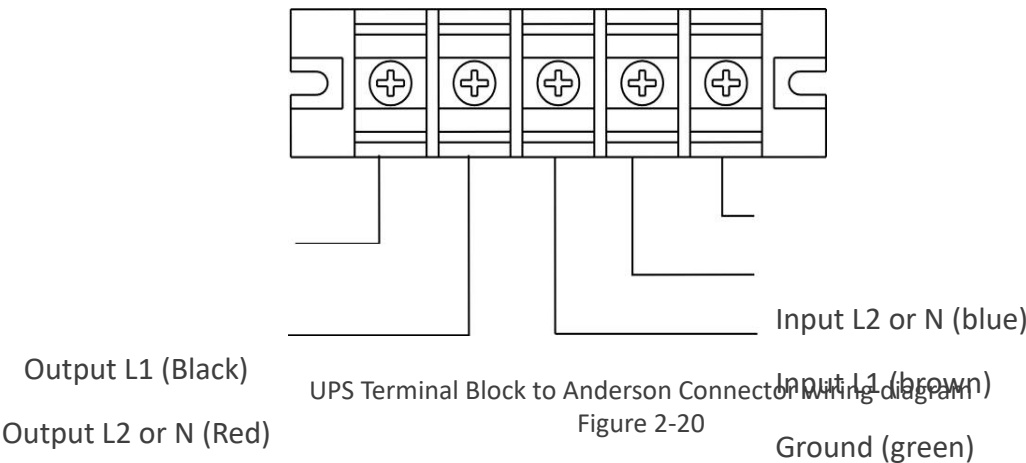 Input L2 or N (blue)
Output L1 (Black)
UPS Terminal Block to Anderson Connector wiring diagram
Input L1 (brown)
Figure 2-20
Output L2 or N (Red)
Ground (green)